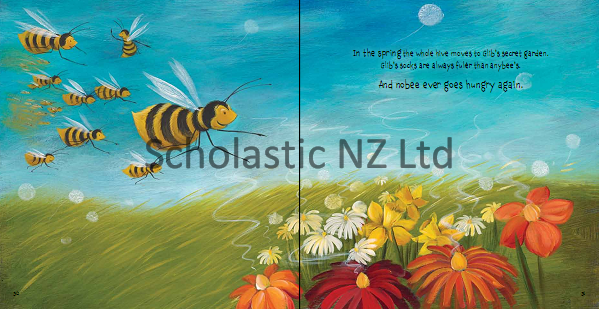 In the spring the whole hive moves to Glib's secret garden.
Glib's socks are always fuller than anybee's.
And nobee ever goes hungry again.
Scholastic NZ Ltd
30